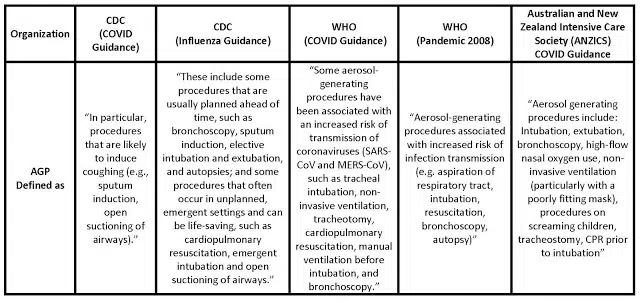 Organization
CDC
(COVID
Guidance)
CDC
(Influenza Guidance)
WHO
(COVID Guidance)
WHO
(Pandemic 2008)
Australian and New
Zealand Intensive Care
Society (ANZICS)
COVID Guidance
AGP
Defined as
“In particular,
procedures
that are likely
to induce
coughing (e.g.,
sputum
induction,
open
suctioning of
airways).”
“These include some
procedures that are
usually planned ahead of
time, such as
bronchoscopy, sputum
induction, elective
intubation and extubation,
and autopsies; and some
procedures that often
occur in unplanned,
emergent settings and can
be life-saving, such as
cardiopulmonary
resuscitation, emergent
intubation and open
suctioning of airways.”
“Some aerosol-
generating
procedures have
been associated with
an increased risk of
transmission of
coronaviruses (SARS-
CoV and MERS-CoV),
such as tracheal
intubation, non-
invasive ventilation,
tracheotomy,
cardiopulmonary
resuscitation, manual
ventilation before
intubation, and
bronchoscopy.”
“Aerosol-generating
procedures associated
with increased risk of
infection transmission
(e.g. aspiration of
respiratory tract,
intubation,
resuscitation,
bronchoscopy,
autopsy)”
“Aerosol generating
procedures include:
Intubation, extubation,
bronchoscopy, high-flow
nasal oxygen use, non-
invasive ventilation
(particularly with a
poorly fitting mask),
procedures on
screaming children,
tracheostomy, CPR prior
to intubation”